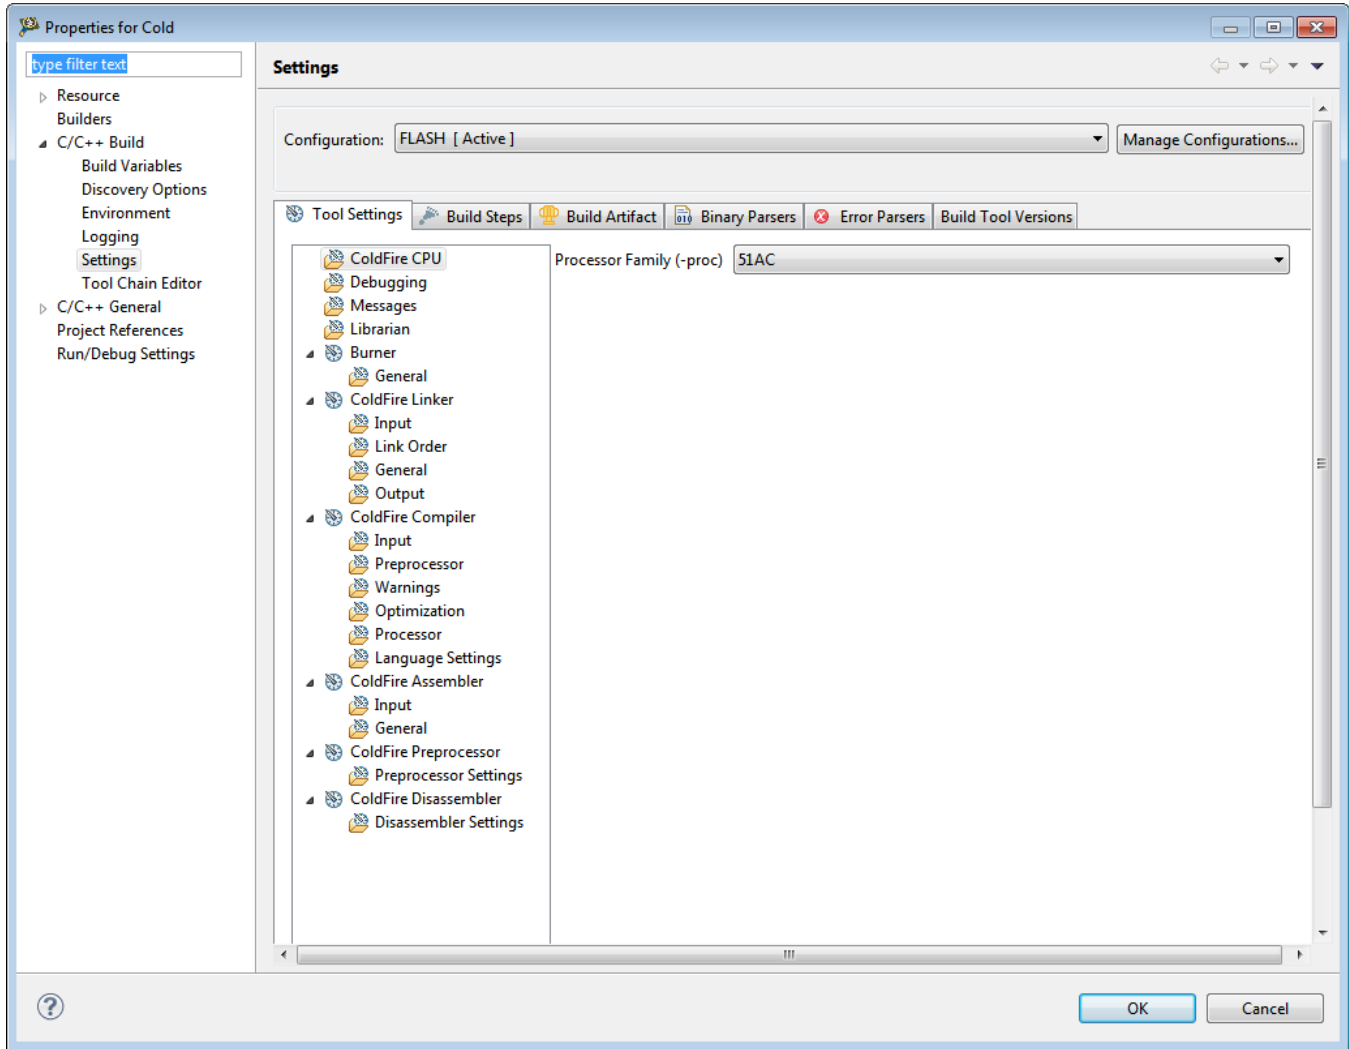 Properties for Cold
type filter text
Resource
Builders
C/C++ Build
Build Variables
Discovery Options
Environment
Logging
Settings
Tool Chain Editor
C/C++ General
Project References
Run/Debug Settings
Settings
Configuration: FLASH [ Active ] Manage Configurations...
Tool Settings Build Steps Build Artifact Binary Parsers Error Parsers Build Tool Versions
ColdFire CPU
Debugging
Messages
Librarian
Burner
General
ColdFire Linker
Input
Link Order
General
Output
ColdFire Compiler
Input
Preprocessor
Warnings
Optimization
Processor
Language Settings
ColdFire Assembler
Input
General
ColdFire Preprocessor
Preprocessor Settings
ColdFire Disassembler
Disassembler Settings
Processor Family (-proc) 51AC
OK Cancel